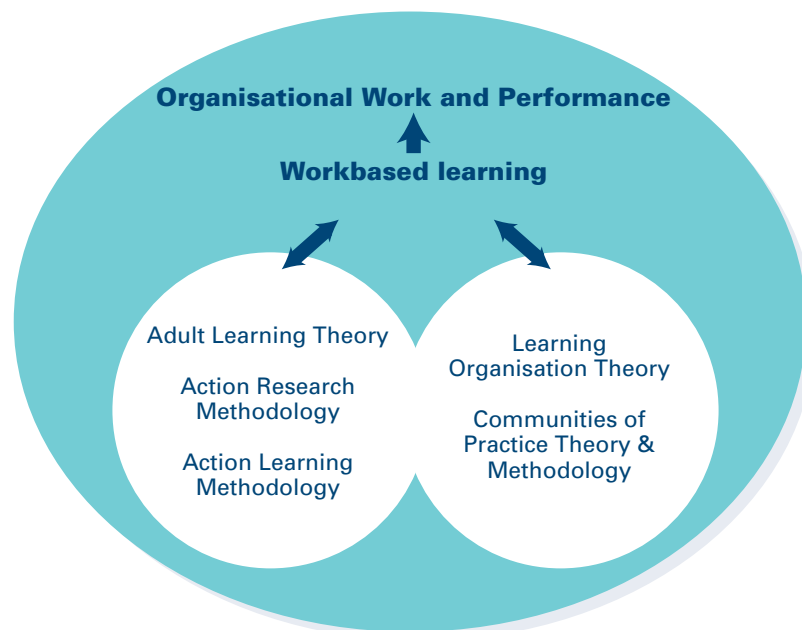 Organisational Work and Performance
Workbased learning
Adult Learning Theory
Action Research
Methodology
Action Learning
Methodology
Learning
Organisation Theory
Communities of
Practice Theory &
Methodology